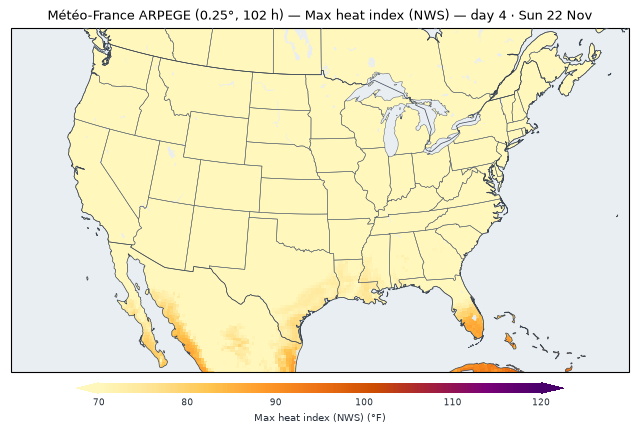 Météo-France ARPEGE (0.25°, 102 h) — Max heat index (NWS) — day 4 · Sun 22 Nov
70 80 90 100 110 120
Max heat index (NWS) (°F)